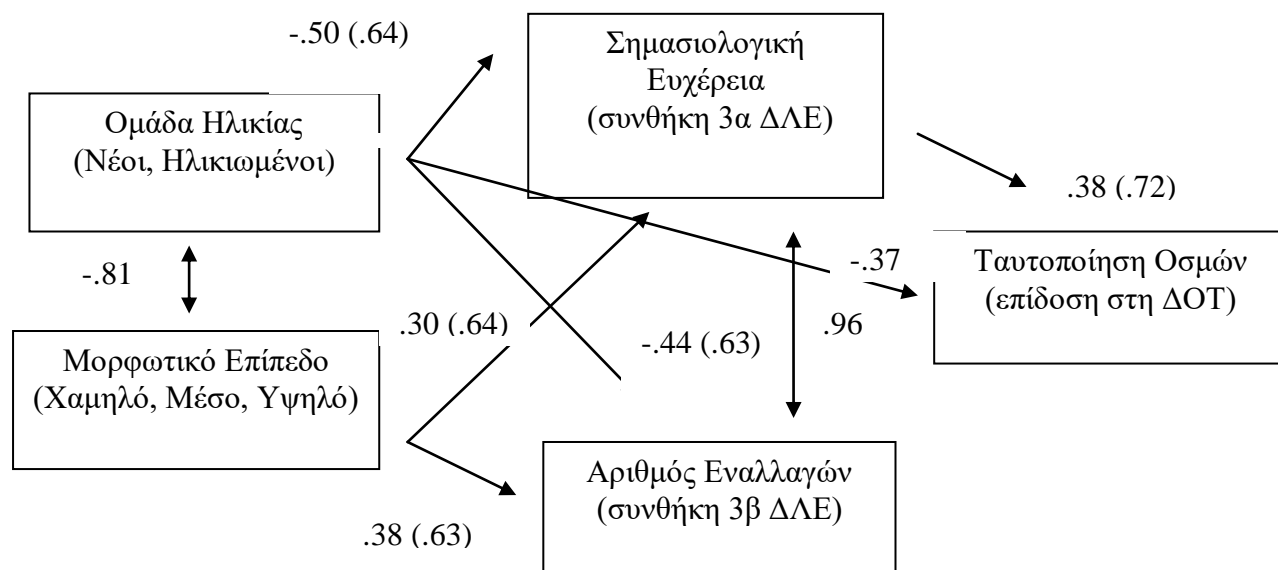 -.50 (.64)
Σημασιολογική
Ευχέρεια
(συνθήκη 3α ΔΛΕ)
Ομάδα Ηλικίας
(Νέοι, Ηλικιωμένοι)
.38 (.72)
-.81
-.37
Ταυτοποίηση Οσμών
(επίδοση στη ΔΟΤ)
.30 (.64)
-.44 (.63)
.96
Μορφωτικό Επίπεδο
(Χαμηλό, Μέσο, Υψηλό)
Αριθμός Εναλλαγών
(συνθήκη 3β ΔΛΕ)
.38 (.63)